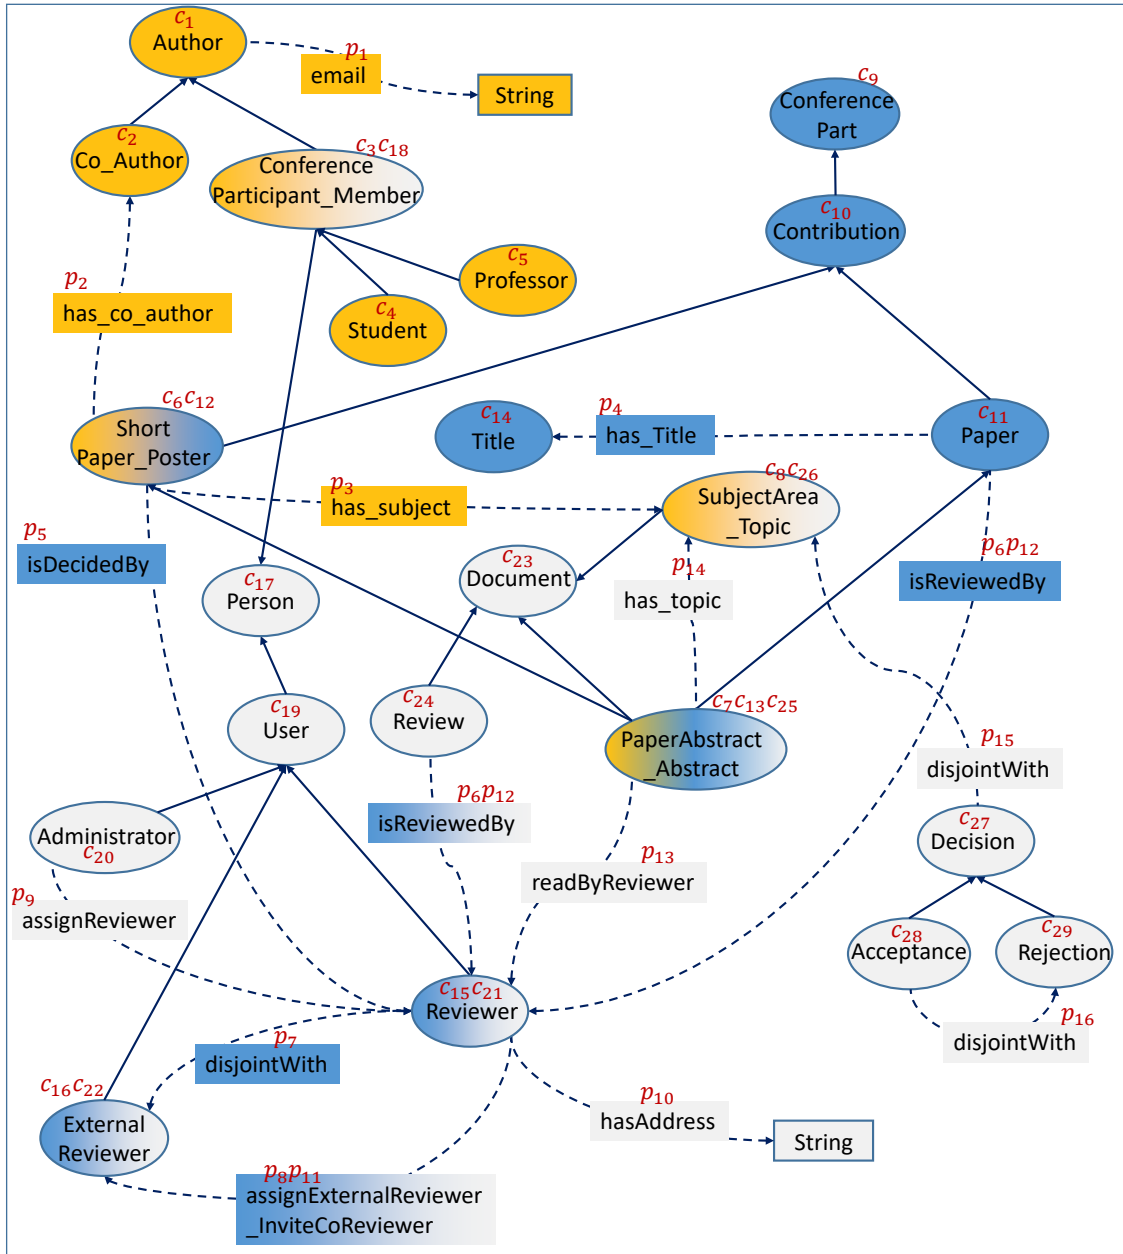 c1
Author
p1
email
String
c9
Conference
Part
c2
Co_Author
c3c18
Conference
Participant_Member
c10
Contribution
c5
Professor
p2
has_co_author
c4
Student
c6c12
Short
Paper_Poster
c14
Title
p4
has_Title
c11
Paper
p3
has_subject
c8c26
SubjectArea
_Topic
p5
isDecidedBy
c17
Person
c23
Document
p14
has_topic
p6p12
isReviewedBy
c19
User
c24
Review
c7c13c25
PaperAbstract
_Abstract
p15
disjointWith
Administrator
c20
p6p12
isReviewedBy
c27
Decision
p13
readByReviewer
p9
assignReviewer
c28
Acceptance
c29
Rejection
c15c21
Reviewer
p16
disjointWith
p7
disjointWith
c16c22
External
Reviewer
p10
hasAddress
String
p8p11
assignExternalReviewer
_InviteCoReviewer